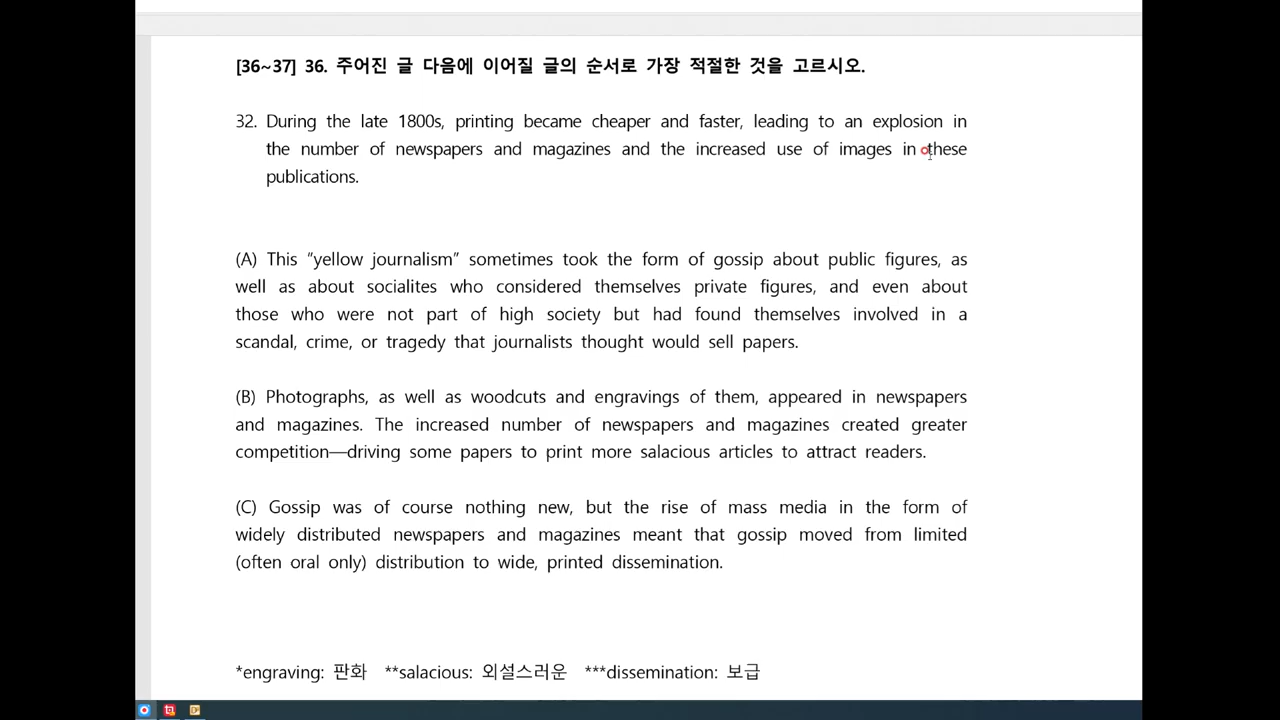 [36~37] 36. 주어진 글 다음에 이어질 글의 순서로 가장 적절한 것을 고르시오.
32. During the late 1800s, printing became cheaper and faster, leading to an explosion in
the number of newspapers and magazines and the increased use of images in these
publications.
(A) This “yellow journalism” sometimes took the form of gossip about public figures, as
well as about socialites who considered themselves private figures, and even about
those who were not part of high society but had found themselves involved in a
scandal, crime, or tragedy that journalists thought would sell papers.
(B) Photographs, as well as woodcuts and engravings of them, appeared in newspapers
and magazines. The increased number of newspapers and magazines created greater
competition—driving some papers to print more salacious articles to attract readers.
(C) Gossip was of course nothing new, but the rise of mass media in the form of
widely distributed newspapers and magazines meant that gossip moved from limited
(often oral only) distribution to wide, printed dissemination.
*engraving: 판화 **salacious: 외설스러운 ***dissemination: 보급